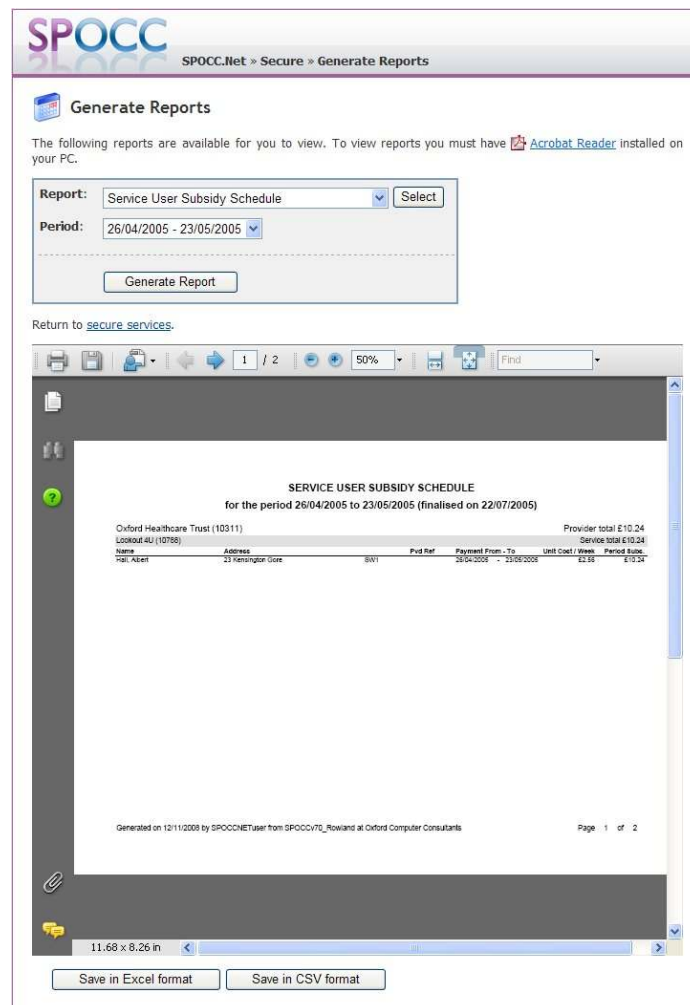 SPOCC
SPOCC.Net » Secure » Generate Reports
Generate Reports
The following reports are available for you to view. To view reports you must have Acrobat Reader installed on
your PC.
Report: Service User Subsidy Schedule Select
Period: 26/04/2005 - 23/05/2005
Generate Report
Return to secure services.
1 / 2 50% Find
SERVICE USER SUBSIDY SCHEDULE
for the period 26/04/2005 to 23/05/2005 (finalised on 22/07/2005)
Oxford Healthcare Trust (10311) Provider total £10.24
Lookout 4U (10788) Service total £10.24
Name Address Pvd Ref Payment From - To Unit Cost / Week Period Subs.
Hall, Albert 23 Kensington Gore SW1 26/04/2005 - 23/05/2005 £2.56 £10.24
Generated on 12/11/2008 by SPOCCNETuser from SPOCCv70_Rowland at Oxford Computer Consultants Page 1 of 2
11.68 x 8.26 in
Save in Excel format Save in CSV format